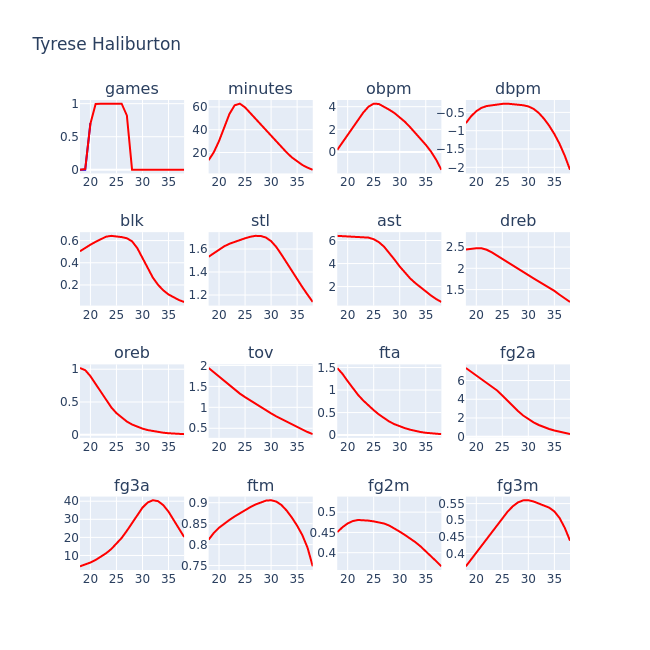 Tyrese Haliburton
games minutes obpm dbpm
1 0.5 0 60 40 20 4 2 0 −0.5 −1 −1.5 −2
20 25 30 35 20 25 30 35 20 25 30 35 20 25 30 35
blk stl ast dreb
0.6 0.4 0.2 1.6 1.4 1.2 6 4 2 2.5 2 1.5
20 25 30 35 20 25 30 35 20 25 30 35 20 25 30 35
oreb tov fta fg2a
1 0.5 0 2 1.5 1 0.5 1.5 1 0.5 0 6 4 2 0
20 25 30 35 20 25 30 35 20 25 30 35 20 25 30 35
fg3a ftm fg2m fg3m
40 30 20 10 0.9 0.85 0.8 0.75 0.5 0.45 0.4 0.55 0.5 0.45 0.4
20 25 30 35 20 25 30 35 20 25 30 35 20 25 30 35